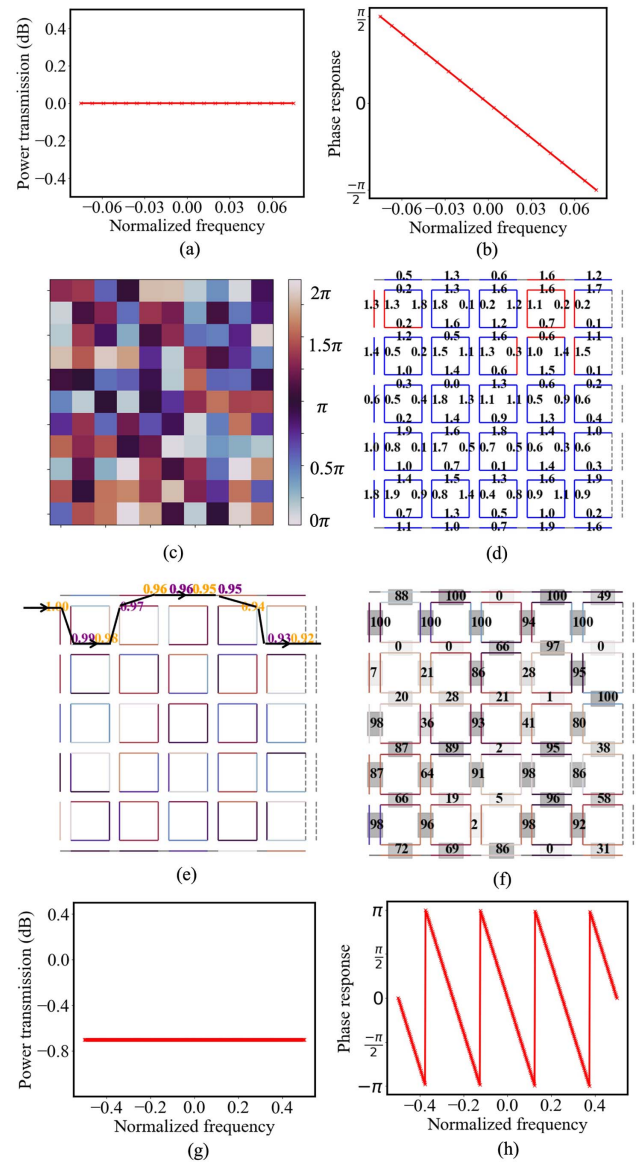 Power transmission (dB)
0.4
0.2
0.0
−0.2
−0.4
−0.06 −0.03 0.00 0.03 0.06
Normalized frequency
(a)
Phase response
π/2
0
−π/2
−0.06 −0.03 0.00 0.03 0.06
Normalized frequency
(b)
2π
1.5π
π
0.5π
0π
(c)
0.5 1.3 0.6 1.6 1.2
0.2 1.3 1.6 1.6 1.7
1.3 1.3 1.8 1.8 0.1 0.2 1.2 1.1 0.2 0.2
0.2 1.6 1.2 0.7 0.1
1.2 0.5 1.6 0.6 1.1
1.4 0.5 0.2 1.5 1.1 1.3 0.3 1.0 1.4 1.5
1.0 1.4 0.6 1.5 0.1
0.3 0.0 1.3 0.6 0.2
0.6 0.5 0.4 1.8 1.3 1.1 1.1 0.5 0.9 0.6
0.2 1.4 0.9 1.3 0.4
1.9 1.6 1.8 1.4 1.0
1.0 0.8 0.1 1.7 0.5 0.7 0.5 0.6 0.3 0.6
1.0 0.7 0.1 1.4 0.3
1.4 1.5 1.3 1.6 1.9
1.8 1.9 0.9 0.8 1.4 0.4 0.8 0.9 1.1 0.9
0.7 1.3 0.5 1.0 0.2
1.1 1.0 0.7 1.9 1.6
(d)
0.96 0.96 0.95 0.95
1.00 0.97 0.94
0.99 0.98 0.93 0.92
(e)
88 100 0 100 49
100 100 100 94 100
0 0 66 97 0
7 21 86 28 95
20 28 21 1 100
98 36 93 41 80
87 89 2 95 38
87 64 91 98 86
66 19 5 96 58
98 96 2 98 92
72 69 86 0 31
(f)
Power transmission (dB)
0.4
0.0
−0.4
−0.8
−0.4 −0.2 0.0 0.2 0.4
Normalized frequency
(g)
Phase response
π
π/2
0
−π/2
−π
−0.4 −0.2 0.0 0.2 0.4
Normalized frequency
(h)